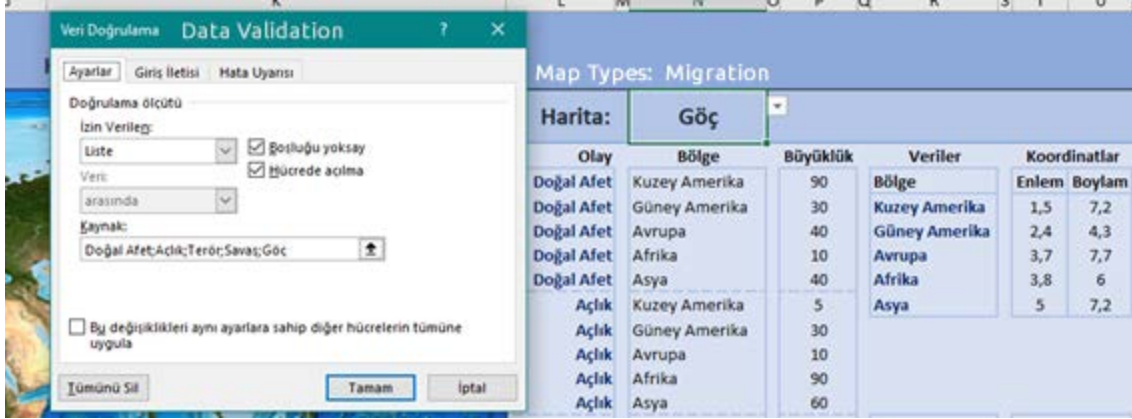 K L M N O P Q R S T U
Veri Doğrulama Data Validation ? ×
Ayarlar Giriş İletisi Hata Uyarısı
Doğrulama ölçütü
İzin Verilen:
Liste
Boşluğu yoksay
Hücrede açılma
Veri:
arasında
Kaynak:
Doğal Afet;Açlık;Terör;Savaş;Göç
Bu değişiklikleri aynı ayarlara sahip diğer hücrelerin tümüne
uygula
Tümünü Sil Tamam İptal
Map Types: Migration
Harita: Göç
Olay Bölge Büyüklük Veriler Koordinatlar
Doğal Afet Kuzey Amerika 90 Bölge Enlem Boylam
Doğal Afet Güney Amerika 30 Kuzey Amerika 1,5 7,2
Doğal Afet Avrupa 40 Güney Amerika 2,4 4,3
Doğal Afet Afrika 10 Avrupa 3,7 7,7
Doğal Afet Asya 40 Afrika 3,8 6
Açlık Kuzey Amerika 5 Asya 5 7,2
Açlık Güney Amerika 30
Açlık Avrupa 10
Açlık Afrika 90
Açlık Asya 60